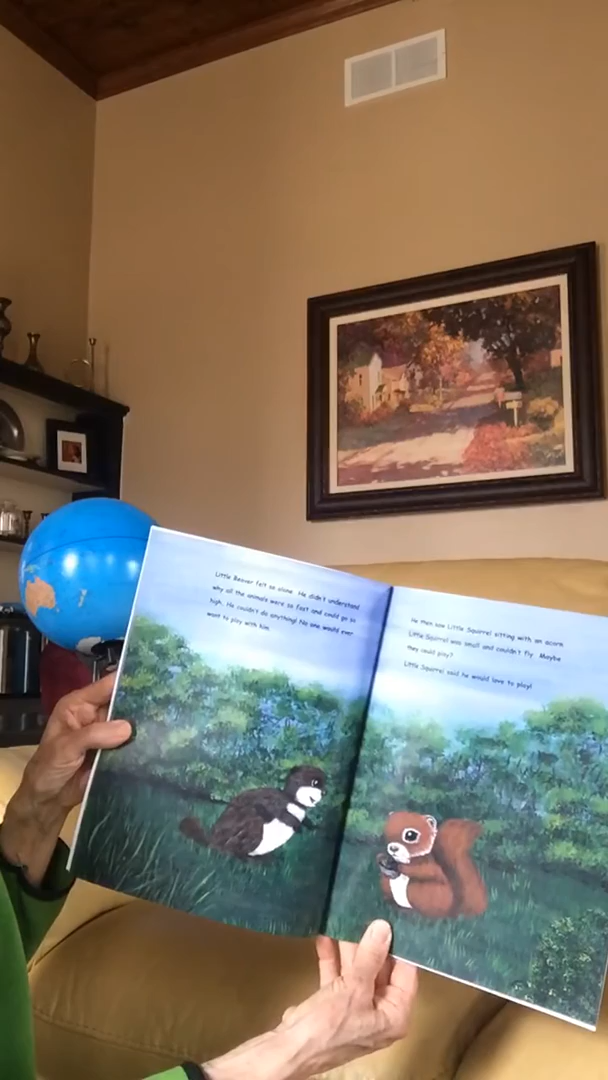 Little Beaver felt so alone. He didn't understand
why all the animals were so fast and could go so
high. He couldn't do anything! No one would ever
want to play with him.
He then saw Little Squirrel sitting with an acorn.
Little Squirrel was small and couldn't fly. Maybe
they could play?
Little Squirrel said he would love to play!